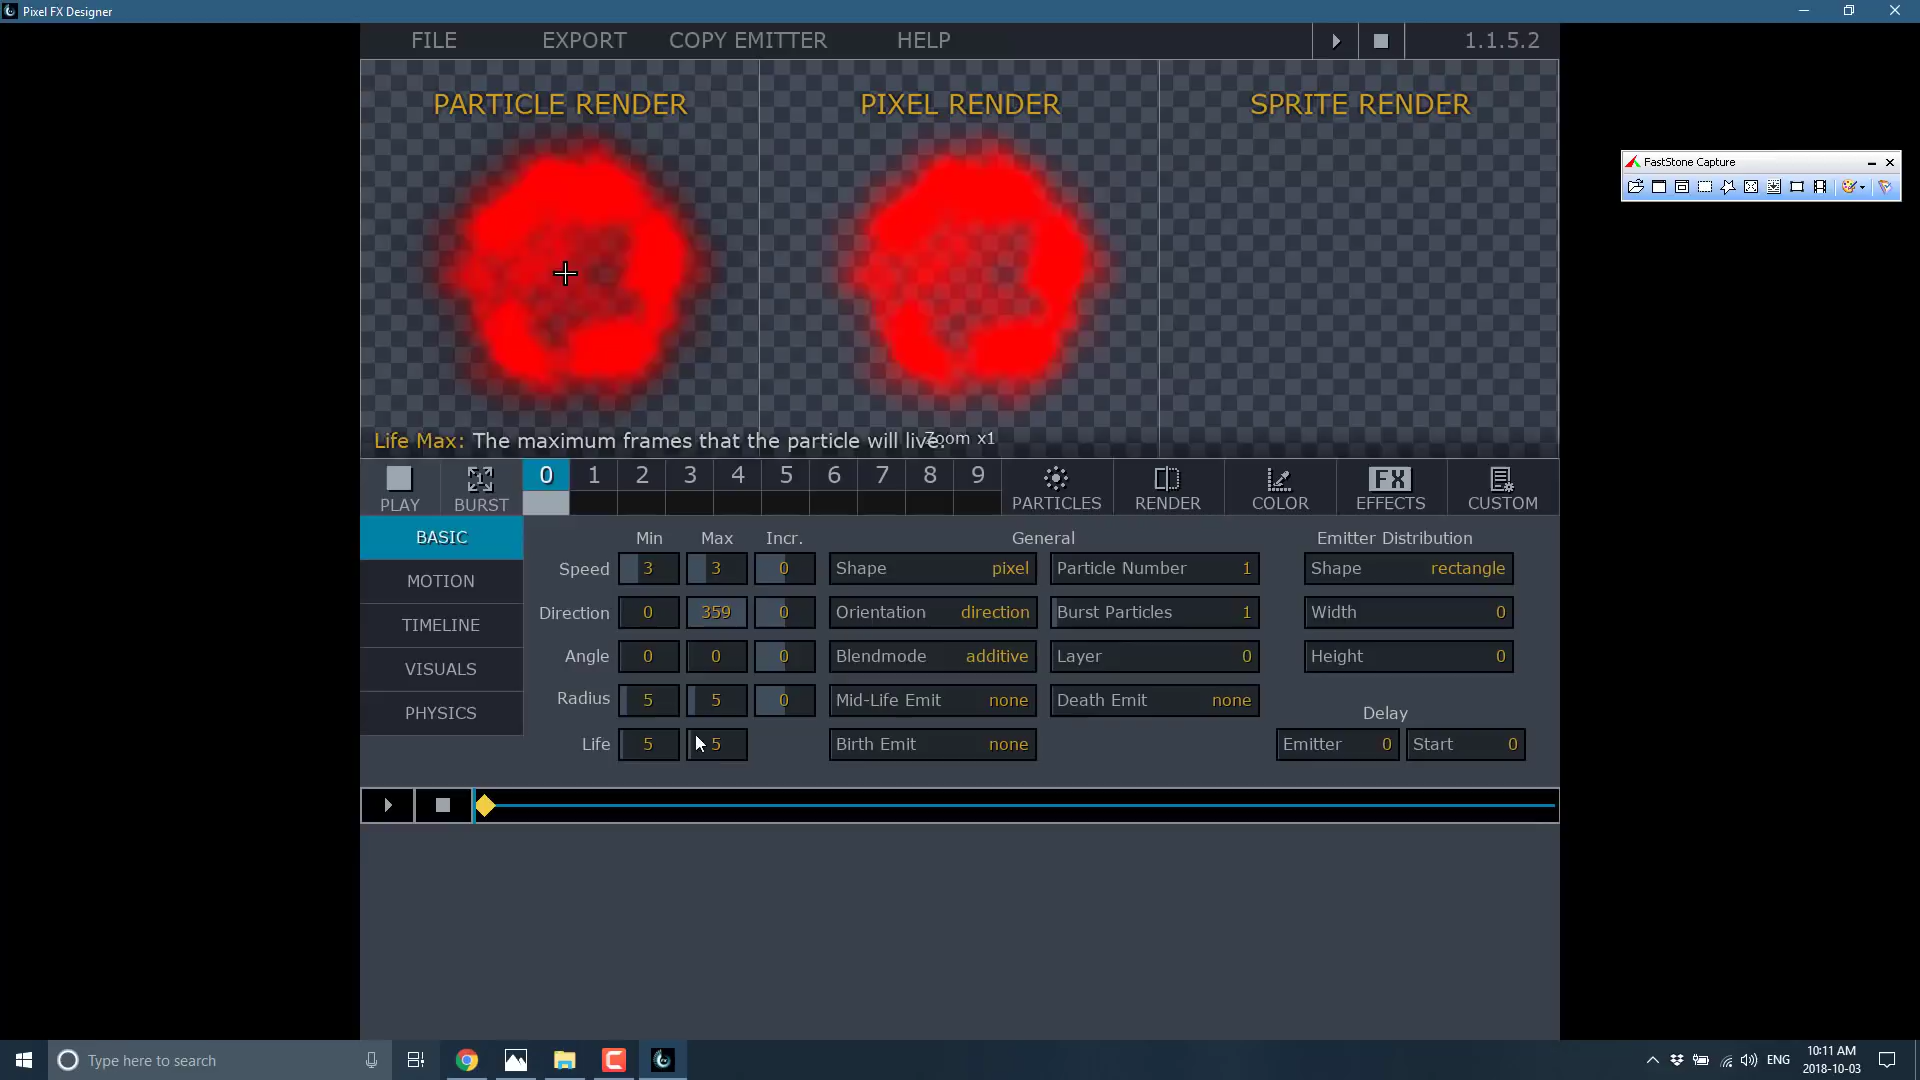 Pixel FX Designer
FILE EXPORT COPY EMITTER HELP 1.1.5.2
PARTICLE RENDER PIXEL RENDER SPRITE RENDER
FastStone Capture
Life Max: The maximum frames that the particle will live.
Zoom x1
PLAY BURST 0 1 2 3 4 5 6 7 8 9 PARTICLES RENDER COLOR FX EFFECTS CUSTOM
BASIC
MOTION
TIMELINE
VISUALS
PHYSICS
Min Max Incr. General Emitter Distribution
Speed 3 3 0 Shape pixel Particle Number 1 Shape rectangle
Direction 0 359 0 Orientation direction Burst Particles 1 Width 0
Angle 0 0 0 Blendmode additive Layer 0 Height 0
Radius 5 5 0 Mid-Life Emit none Death Emit none
Delay
Life 5 5 Birth Emit none Emitter 0 Start 0
Type here to search
ENG
10:11 AM
2018-10-03